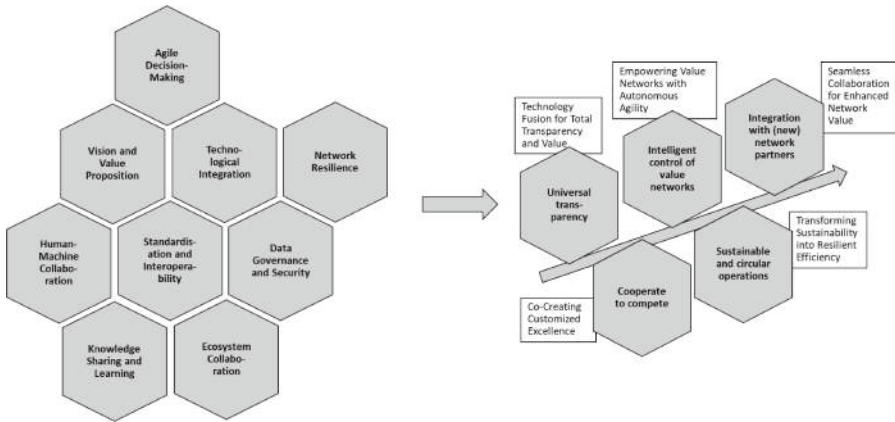 Agile
Decision-
Making
Vision and
Value
Proposition
Techno-
logical
Integration
Network
Resilience
Human-
Machine
Collabo-
ration
Standardis-
ation and
Interopera-
bility
Data
Governance
and Security
Knowledge
Sharing and
Learning
Ecosystem
Collabo-
ration
Technology
Fusion for Total
Transparency
and Value
Universal
trans-
parency
Empowering Value
Networks with
Autonomous
Agility
Intelligent
control of
value
networks
Seamless
Collaboration
for Enhanced
Network
Value
Integration
with (new)
network
partners
Co-Creating
Customized
Excellence
Cooperate
to compete
Sustainable
and circular
operations
Transforming
Sustainability
into Resilient
Efficiency